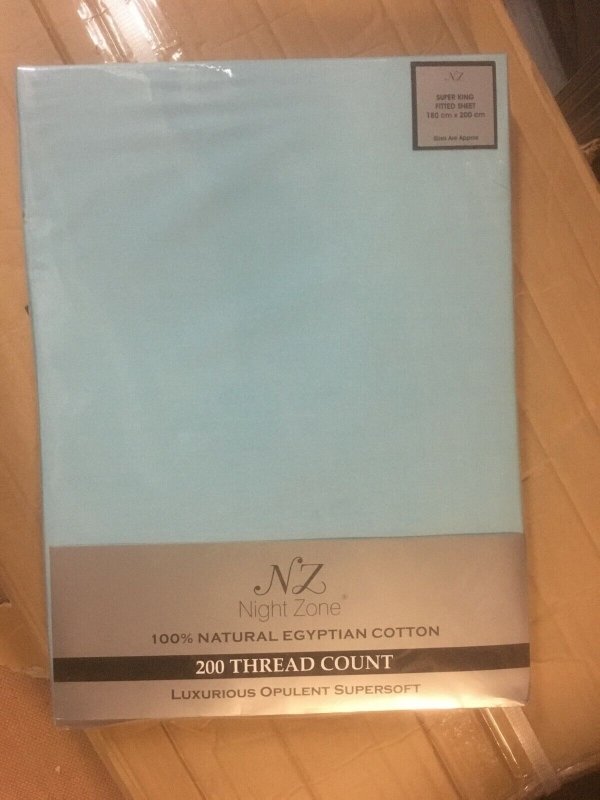 NZ
SUPER KING
FITTED SHEET
180 cm x 200 cm
Sizes Are Approx
NZ
Night Zone®
100% NATURAL EGYPTIAN COTTON
200 THREAD COUNT
LUXURIOUS OPULENT SUPERSOFT